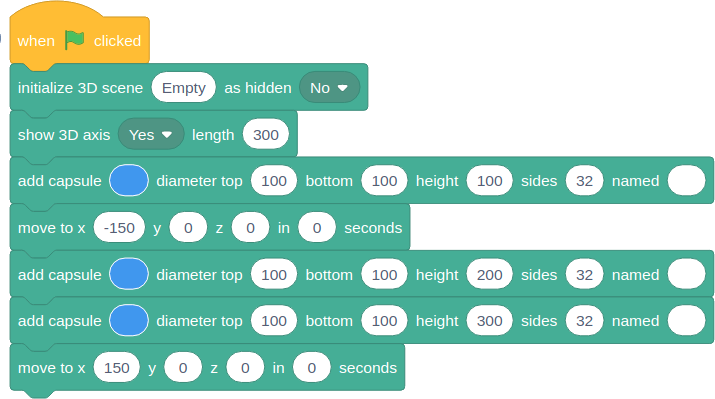 when clicked
initialize 3D scene Empty as hidden No
show 3D axis Yes length 300
add capsule diameter top 100 bottom 100 height 100 sides 32 named
move to x -150 y 0 z 0 in 0 seconds
add capsule diameter top 100 bottom 100 height 200 sides 32 named
add capsule diameter top 100 bottom 100 height 300 sides 32 named
move to x 150 y 0 z 0 in 0 seconds